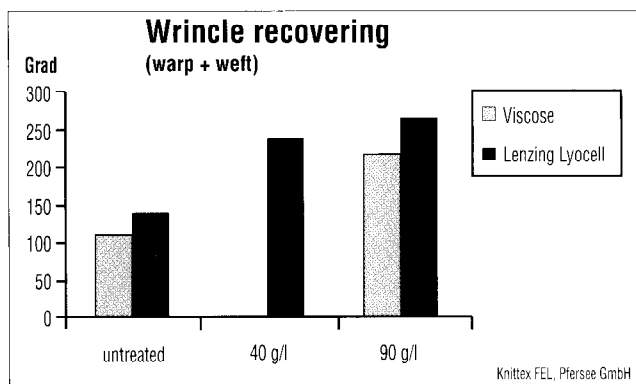 Wrincle recovering
(warp + weft)
Grad
300
250
200
150
100
50
0
untreated
40 g/l
90 g/l
Viscose
Lenzing Lyocell
Knittex FEL, Pfersee GmbH